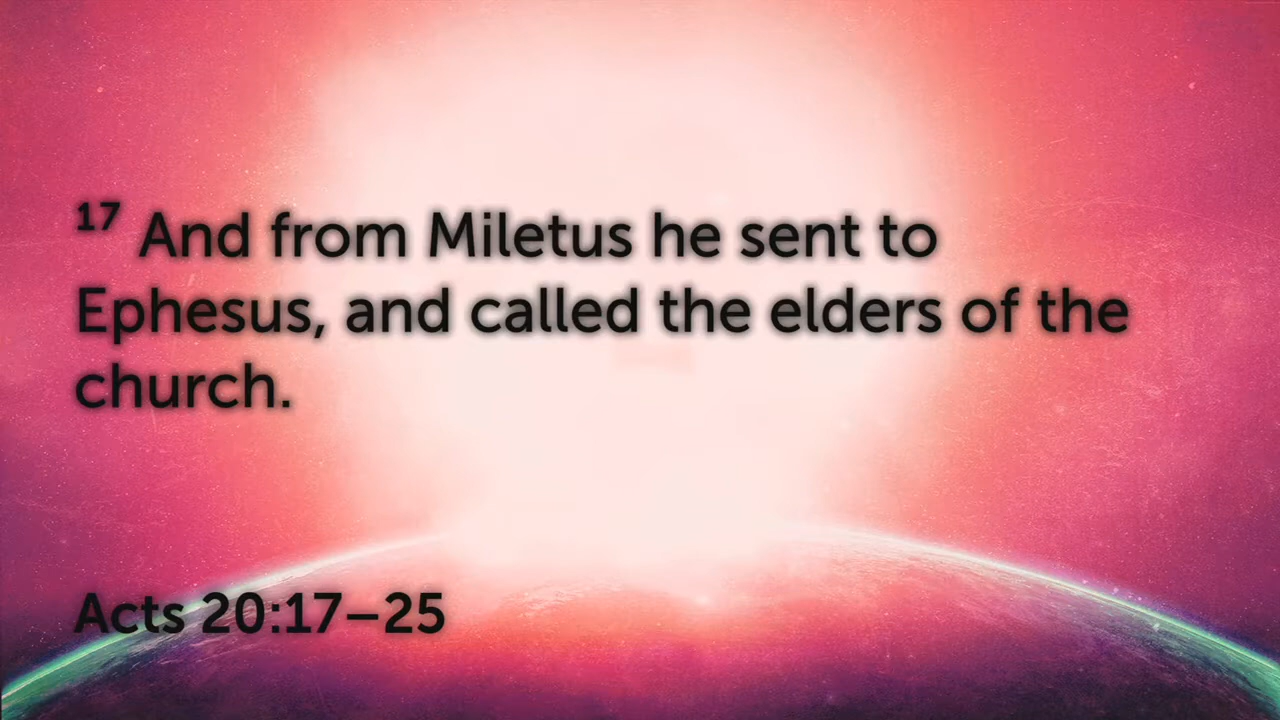 17 And from Miletus he sent to
Ephesus, and called the elders of the
church.
Acts 20:17–25